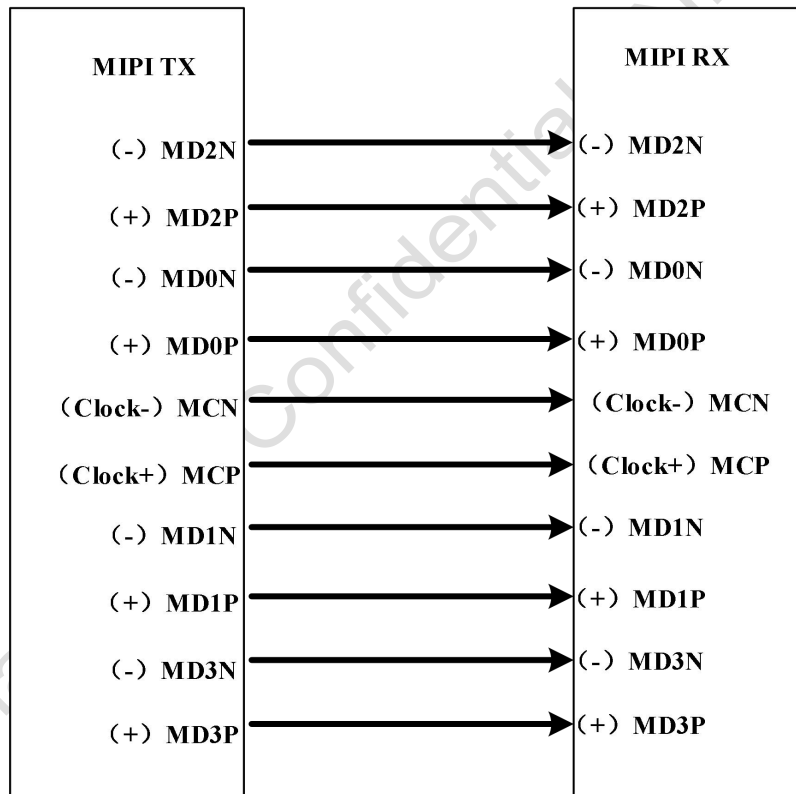 MIPI TX
MIPI RX
（-）MD2N
（-）MD2N
（+）MD2P
（+）MD2P
（-）MD0N
（-）MD0N
（+）MD0P
（+）MD0P
（Clock-）MCN
（Clock-）MCN
（Clock+）MCP
（Clock+）MCP
（-）MD1N
（-）MD1N
（+）MD1P
（+）MD1P
（-）MD3N
（-）MD3N
（+）MD3P
（+）MD3P
Confidential